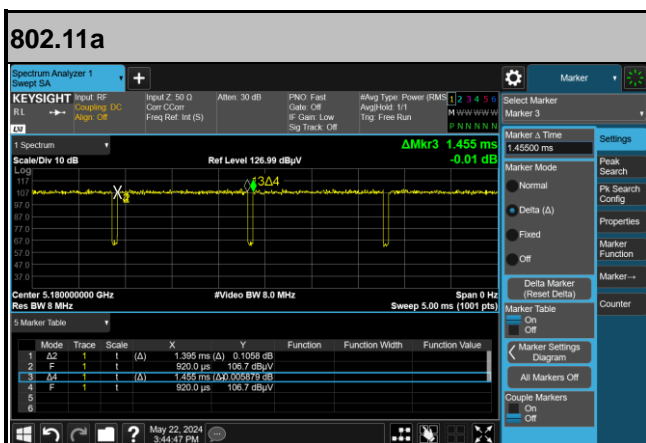 802.11a
Spectrum Analyzer 1
Swept SA
+
Marker
KEYSIGHT Input: RF Input Z: 50 Ω Atten: 30 dB PNO: Fast #Avg Type: Power (RMS 1 2 3 4 5 6
RL Coupling: DC Corr CCorr Gate: Off Avg|Hold: 1/1 M W W W W W
Align: Off Freq Ref: Int (S) IF Gain: Low Trig: Free Run
Sig Track: Off P N N N N N
LXI
Select Marker
Marker 3
1 Spectrum
ΔMkr3 1.455 ms
Scale/Div 10 dB Ref Level 126.99 dBµV -0.01 dB
Log
117
107
97.0
87.0
77.0
67.0
57.0
47.0
37.0
3Δ4
Center 5.180000000 GHz #Video BW 8.0 MHz Span 0 Hz
Res BW 8 MHz Sweep 5.00 ms (1001 pts)
5 Marker Table
Mode Trace Scale X Y Function Function Width Function Value
1 Δ2 1 t (Δ) 1.395 ms (Δ) 0.1058 dB
2 F 1 t 920.0 µs 106.7 dBµV
3 Δ4 1 t (Δ) 1.455 ms (Δ)-0.005879 dB
4 F 1 t 920.0 µs 106.7 dBµV
5
6
Marker Δ Time
1.45500 ms
Marker Mode
Normal
Delta (Δ)
Fixed
Off
Delta Marker
(Reset Delta)
Marker Table
On
Off
Marker Settings
Diagram
All Markers Off
Couple Markers
On
Off
Settings
Peak
Search
Pk Search
Config
Properties
Marker
Function
Marker→
Counter
?
May 22, 2024
3:44:47 PM